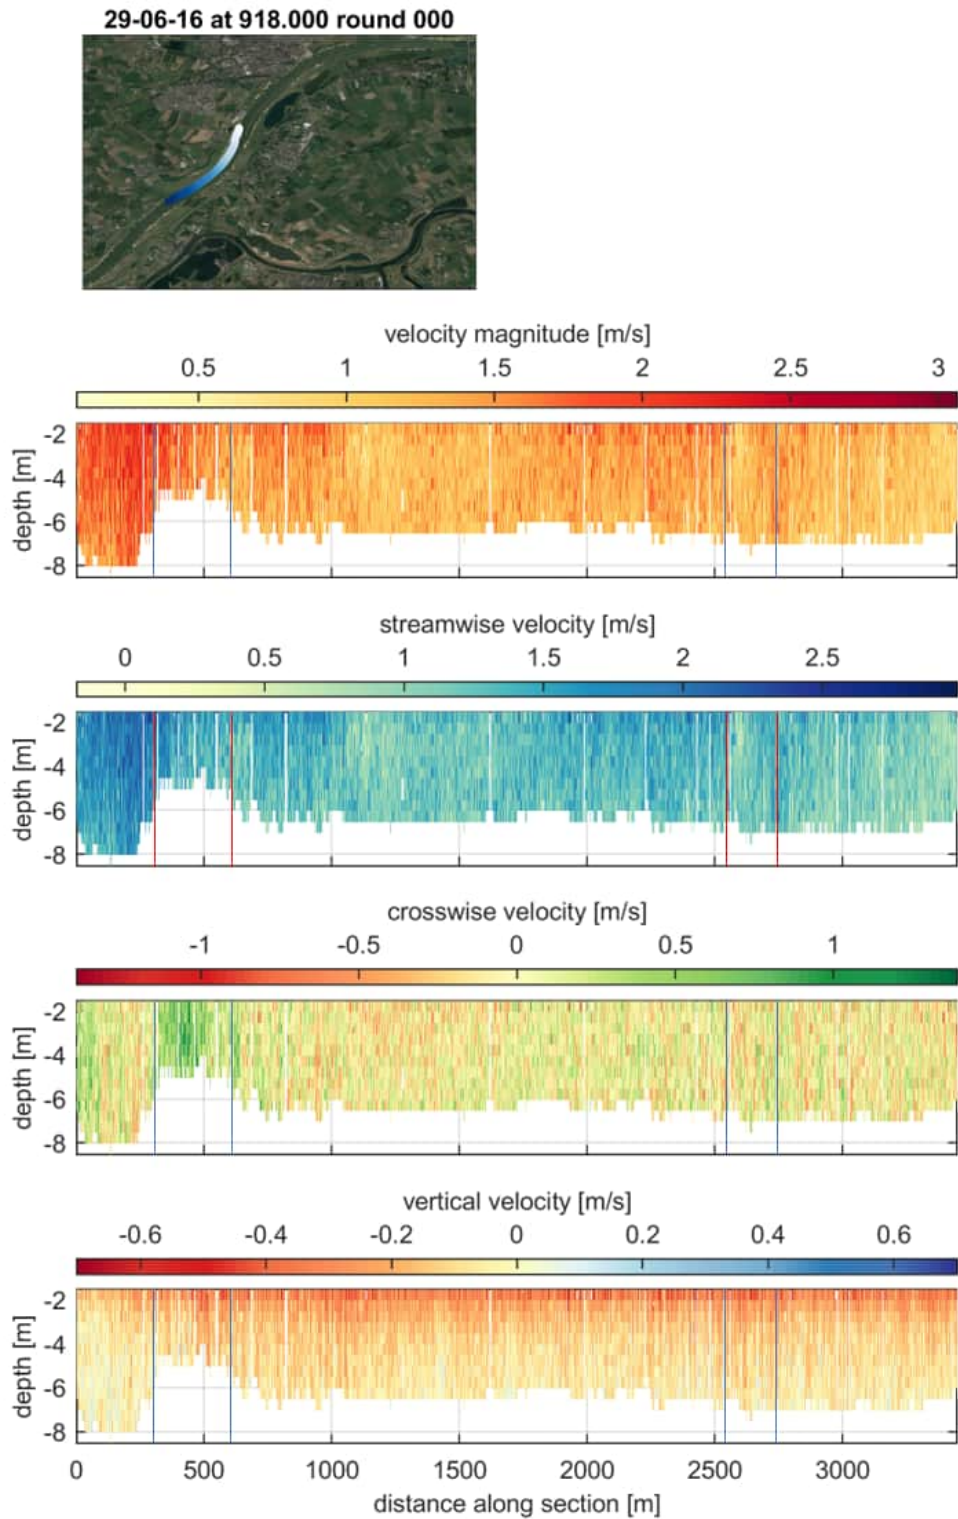 29-06-16 at 918.000 round 000
velocity magnitude [m/s]
0.5 1 1.5 2 2.5 3
depth [m]
-2
-4
-6
-8
streamwise velocity [m/s]
0 0.5 1 1.5 2 2.5
depth [m]
-2
-4
-6
-8
crosswise velocity [m/s]
-1 -0.5 0 0.5 1
depth [m]
-2
-4
-6
-8
vertical velocity [m/s]
-0.6 -0.4 -0.2 0 0.2 0.4 0.6
depth [m]
-2
-4
-6
-8
0 500 1000 1500 2000 2500 3000
distance along section [m]